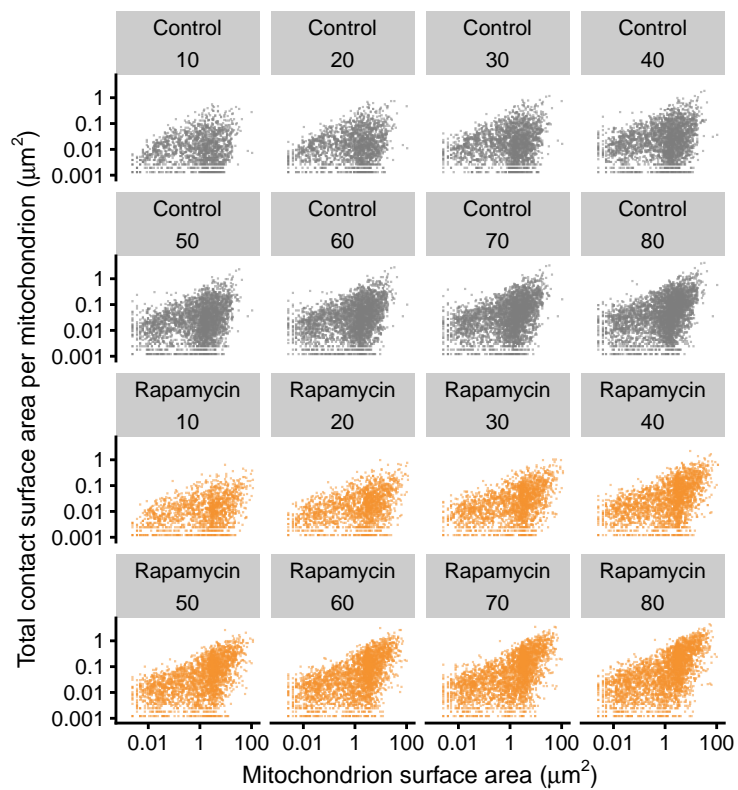 Control Control Control Control
10 20 30 40
1
0.1
0.01
0.001
Control Control Control Control
50 60 70 80
1
0.1
0.01
0.001
Rapamycin Rapamycin Rapamycin Rapamycin
10 20 30 40
1
0.1
0.01
0.001
Rapamycin Rapamycin Rapamycin Rapamycin
50 60 70 80
1
0.1
0.01
0.001
0.01 1 100 0.01 1 100 0.01 1 100 0.01 1 100
Mitochondrion surface area (μm²)
Total contact surface area per mitochondrion (μm²)